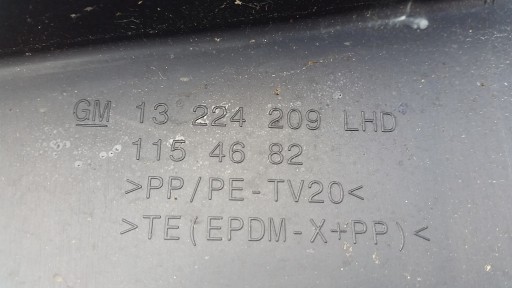 GM 13 224 209 LHD
115 46 82
>PP/PE-TV20<
>TE(EPDM-X+PP)<